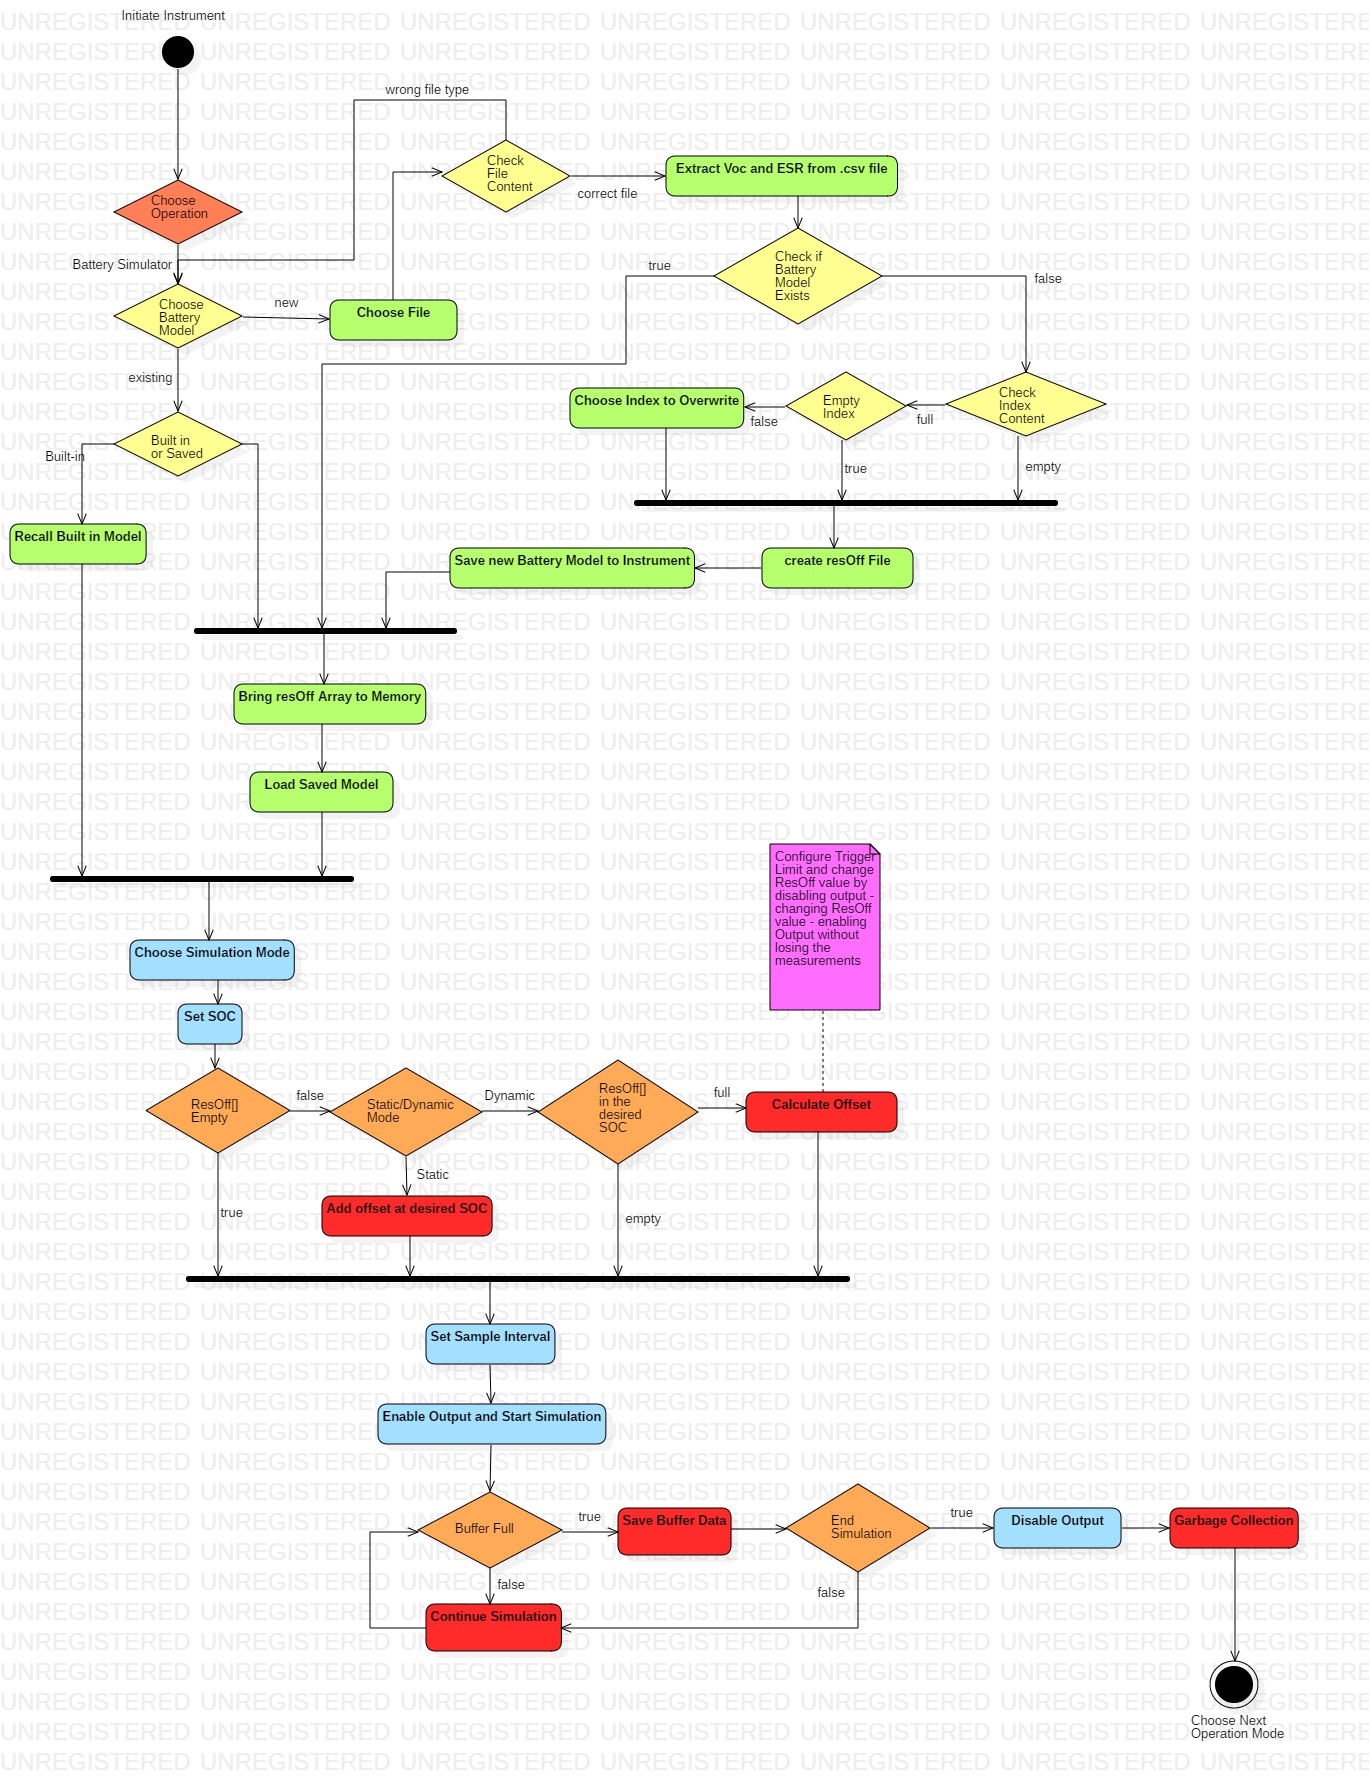 Initiate Instrument
wrong file type
Check
File
Content
Extract Voc and ESR from .csv file
correct file
Choose
Operation
Battery Simulator
true
Check if
Battery
Model
Exists
false
Choose
Battery
Model
new
Choose File
existing
Choose Index to Overwrite
false
Empty
Index
full
Check
Index
Content
Built in
or Saved
Built-in
true
empty
Recall Built in Model
Save new Battery Model to Instrument
create resOff File
Bring resOff Array to Memory
Load Saved Model
Configure Trigger
Limit and change
ResOff value by
disabling output -
changing ResOff
value - enabling
Output without
losing the
measurements
Choose Simulation Mode
Set SOC
ResOff[]
Empty
false
Static/Dynamic
Mode
Dynamic
ResOff[]
in the
desired
SOC
full
Calculate Offset
Static
true
Add offset at desired SOC
empty
Set Sample Interval
Enable Output and Start Simulation
Buffer Full
true
Save Buffer Data
End
Simulation
true
Disable Output
Garbage Collection
false
false
Continue Simulation
Choose Next
Operation Mode
UNREGISTERED